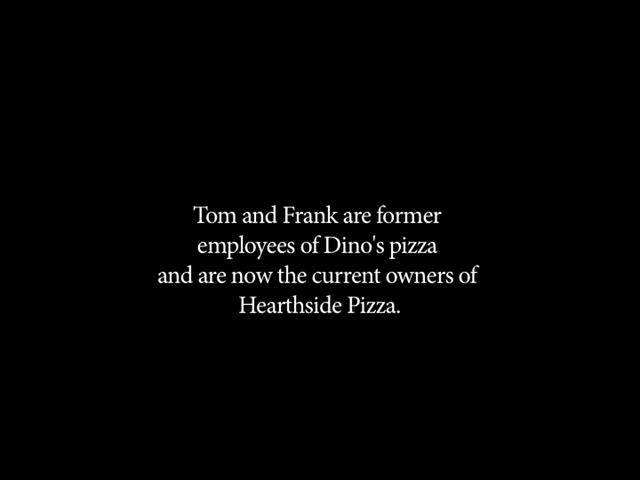 Tom and Frank are former
employees of Dino's pizza
and are now the current owners of
Hearthside Pizza.